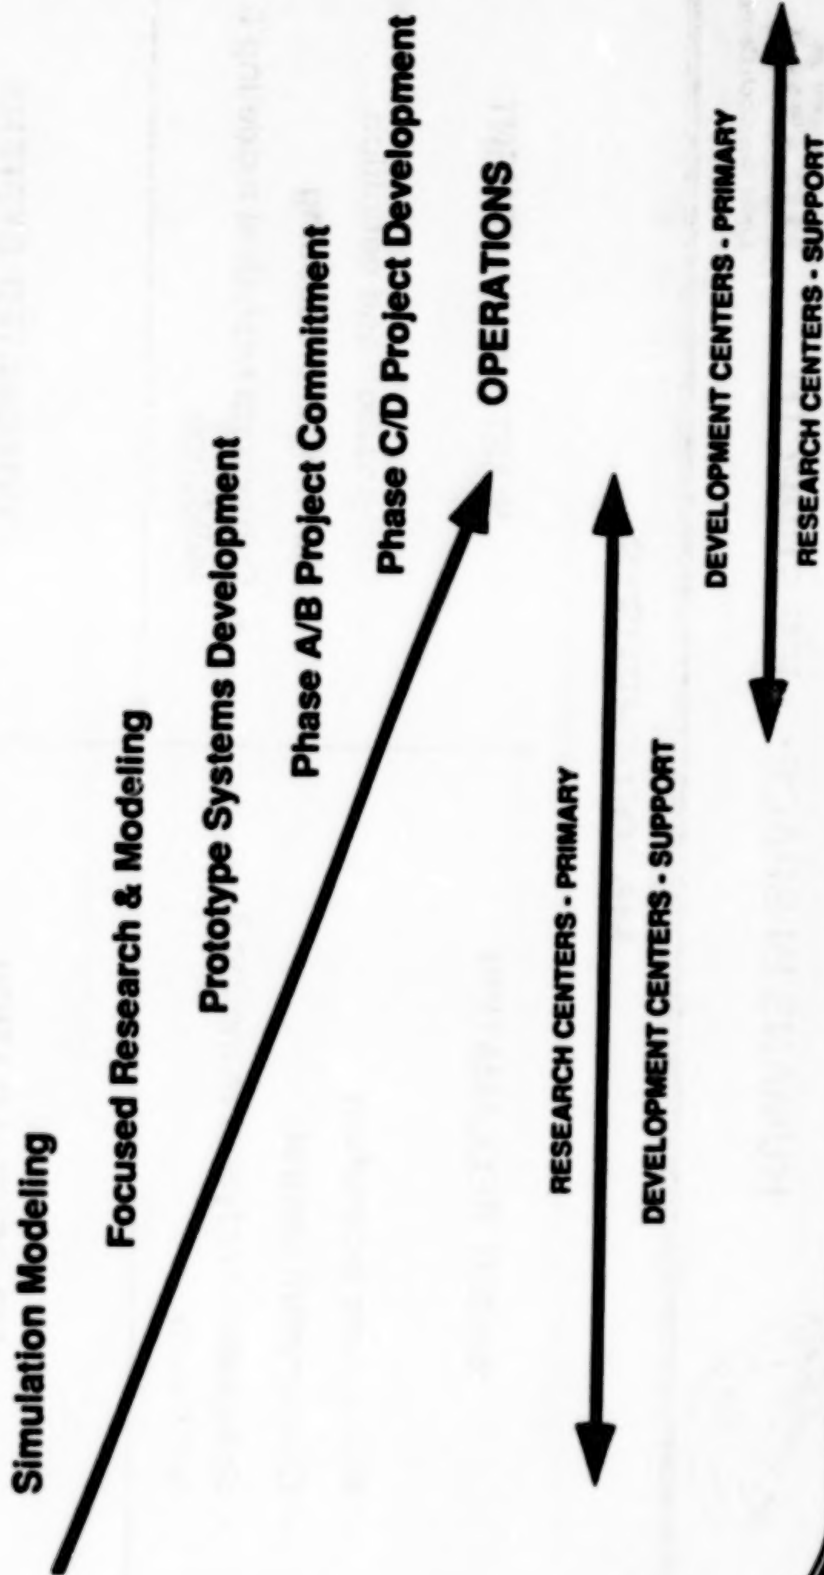 Simulation Modeling
Focused Research & Modeling
Prototype Systems Development
Phase A/B Project Commitment
Phase C/D Project Development
OPERATIONS
RESEARCH CENTERS - PRIMARY
DEVELOPMENT CENTERS - SUPPORT
DEVELOPMENT CENTERS - PRIMARY
RESEARCH CENTERS - SUPPORT